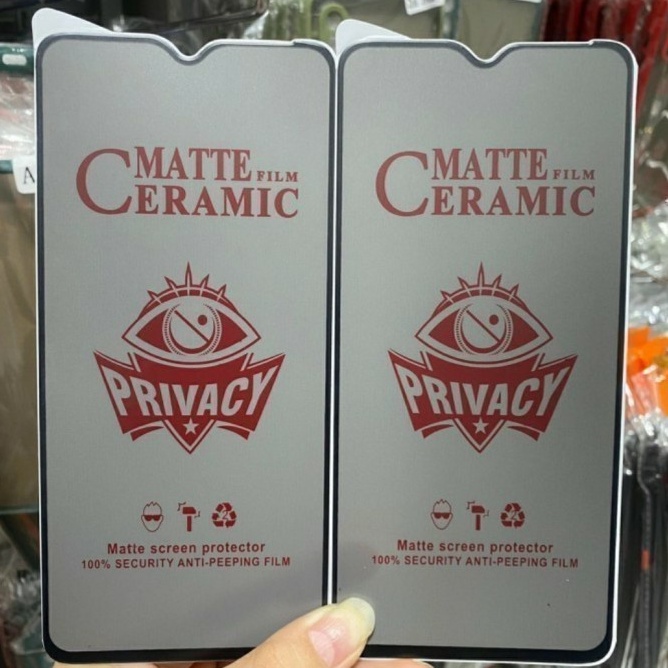 MATTE FILM
CERAMIC
PRIVACY
Matte screen protector
100% SECURITY ANTI-PEEPING FILM
MATTE FILM
CERAMIC
PRIVACY
Matte screen protector
100% SECURITY ANTI-PEEPING FILM
A